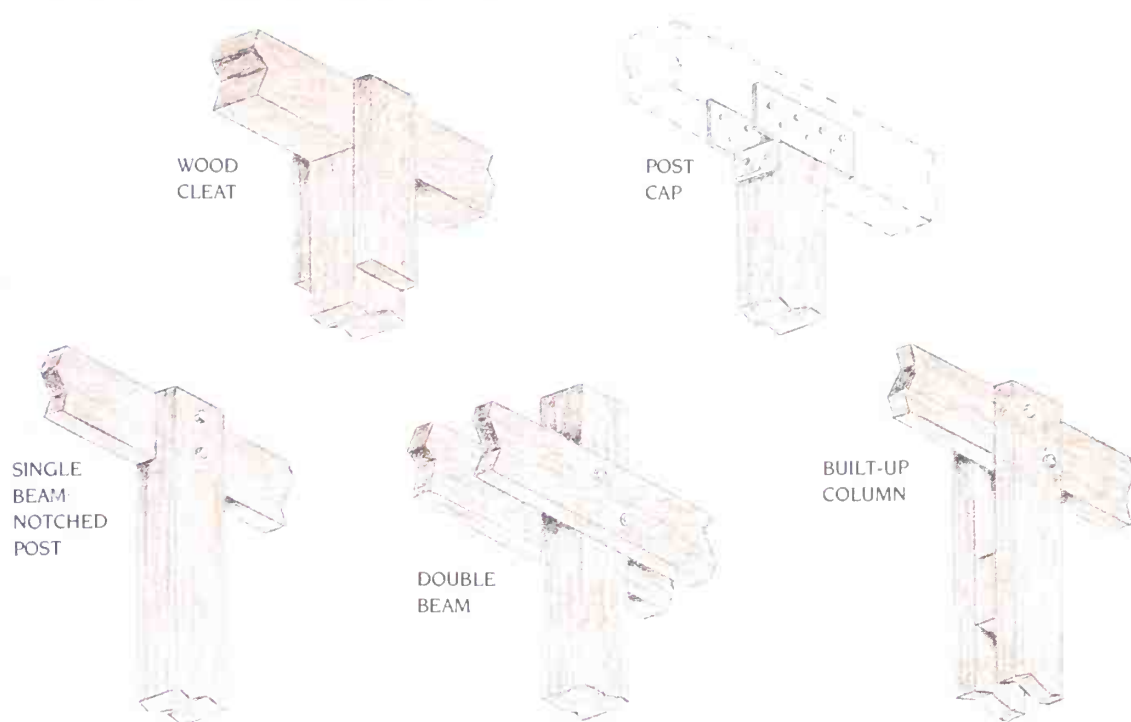 WOOD
CLEAT
POST
CAP
SINGLE
BEAM
NOTCHED
POST
DOUBLE
BEAM
BUILT-UP
COLUMN